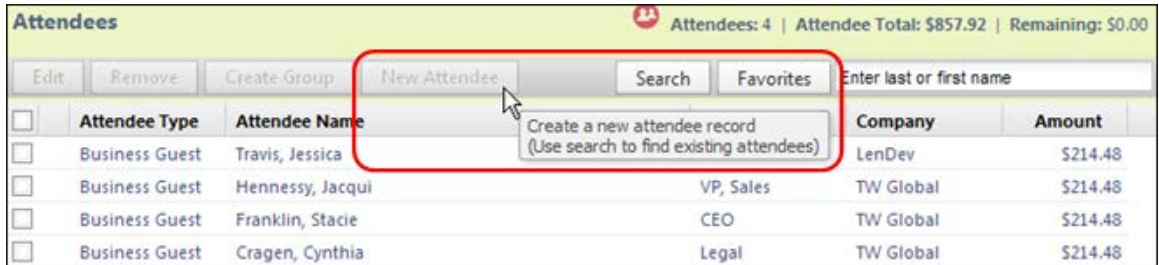 Attendees Attendees: 4 | Attendee Total: $857.92 | Remaining: $0.00
Edit Remove Create Group New Attendee Search Favorites Enter last or first name
Attendee Type Attendee Name Company Amount
Create a new attendee record
(Use search to find existing attendees)
Business Guest Travis, Jessica LenDev $214.48
Business Guest Hennessy, Jacqui VP, Sales TW Global $214.48
Business Guest Franklin, Stacie CEO TW Global $214.48
Business Guest Cragen, Cynthia Legal TW Global $214.48